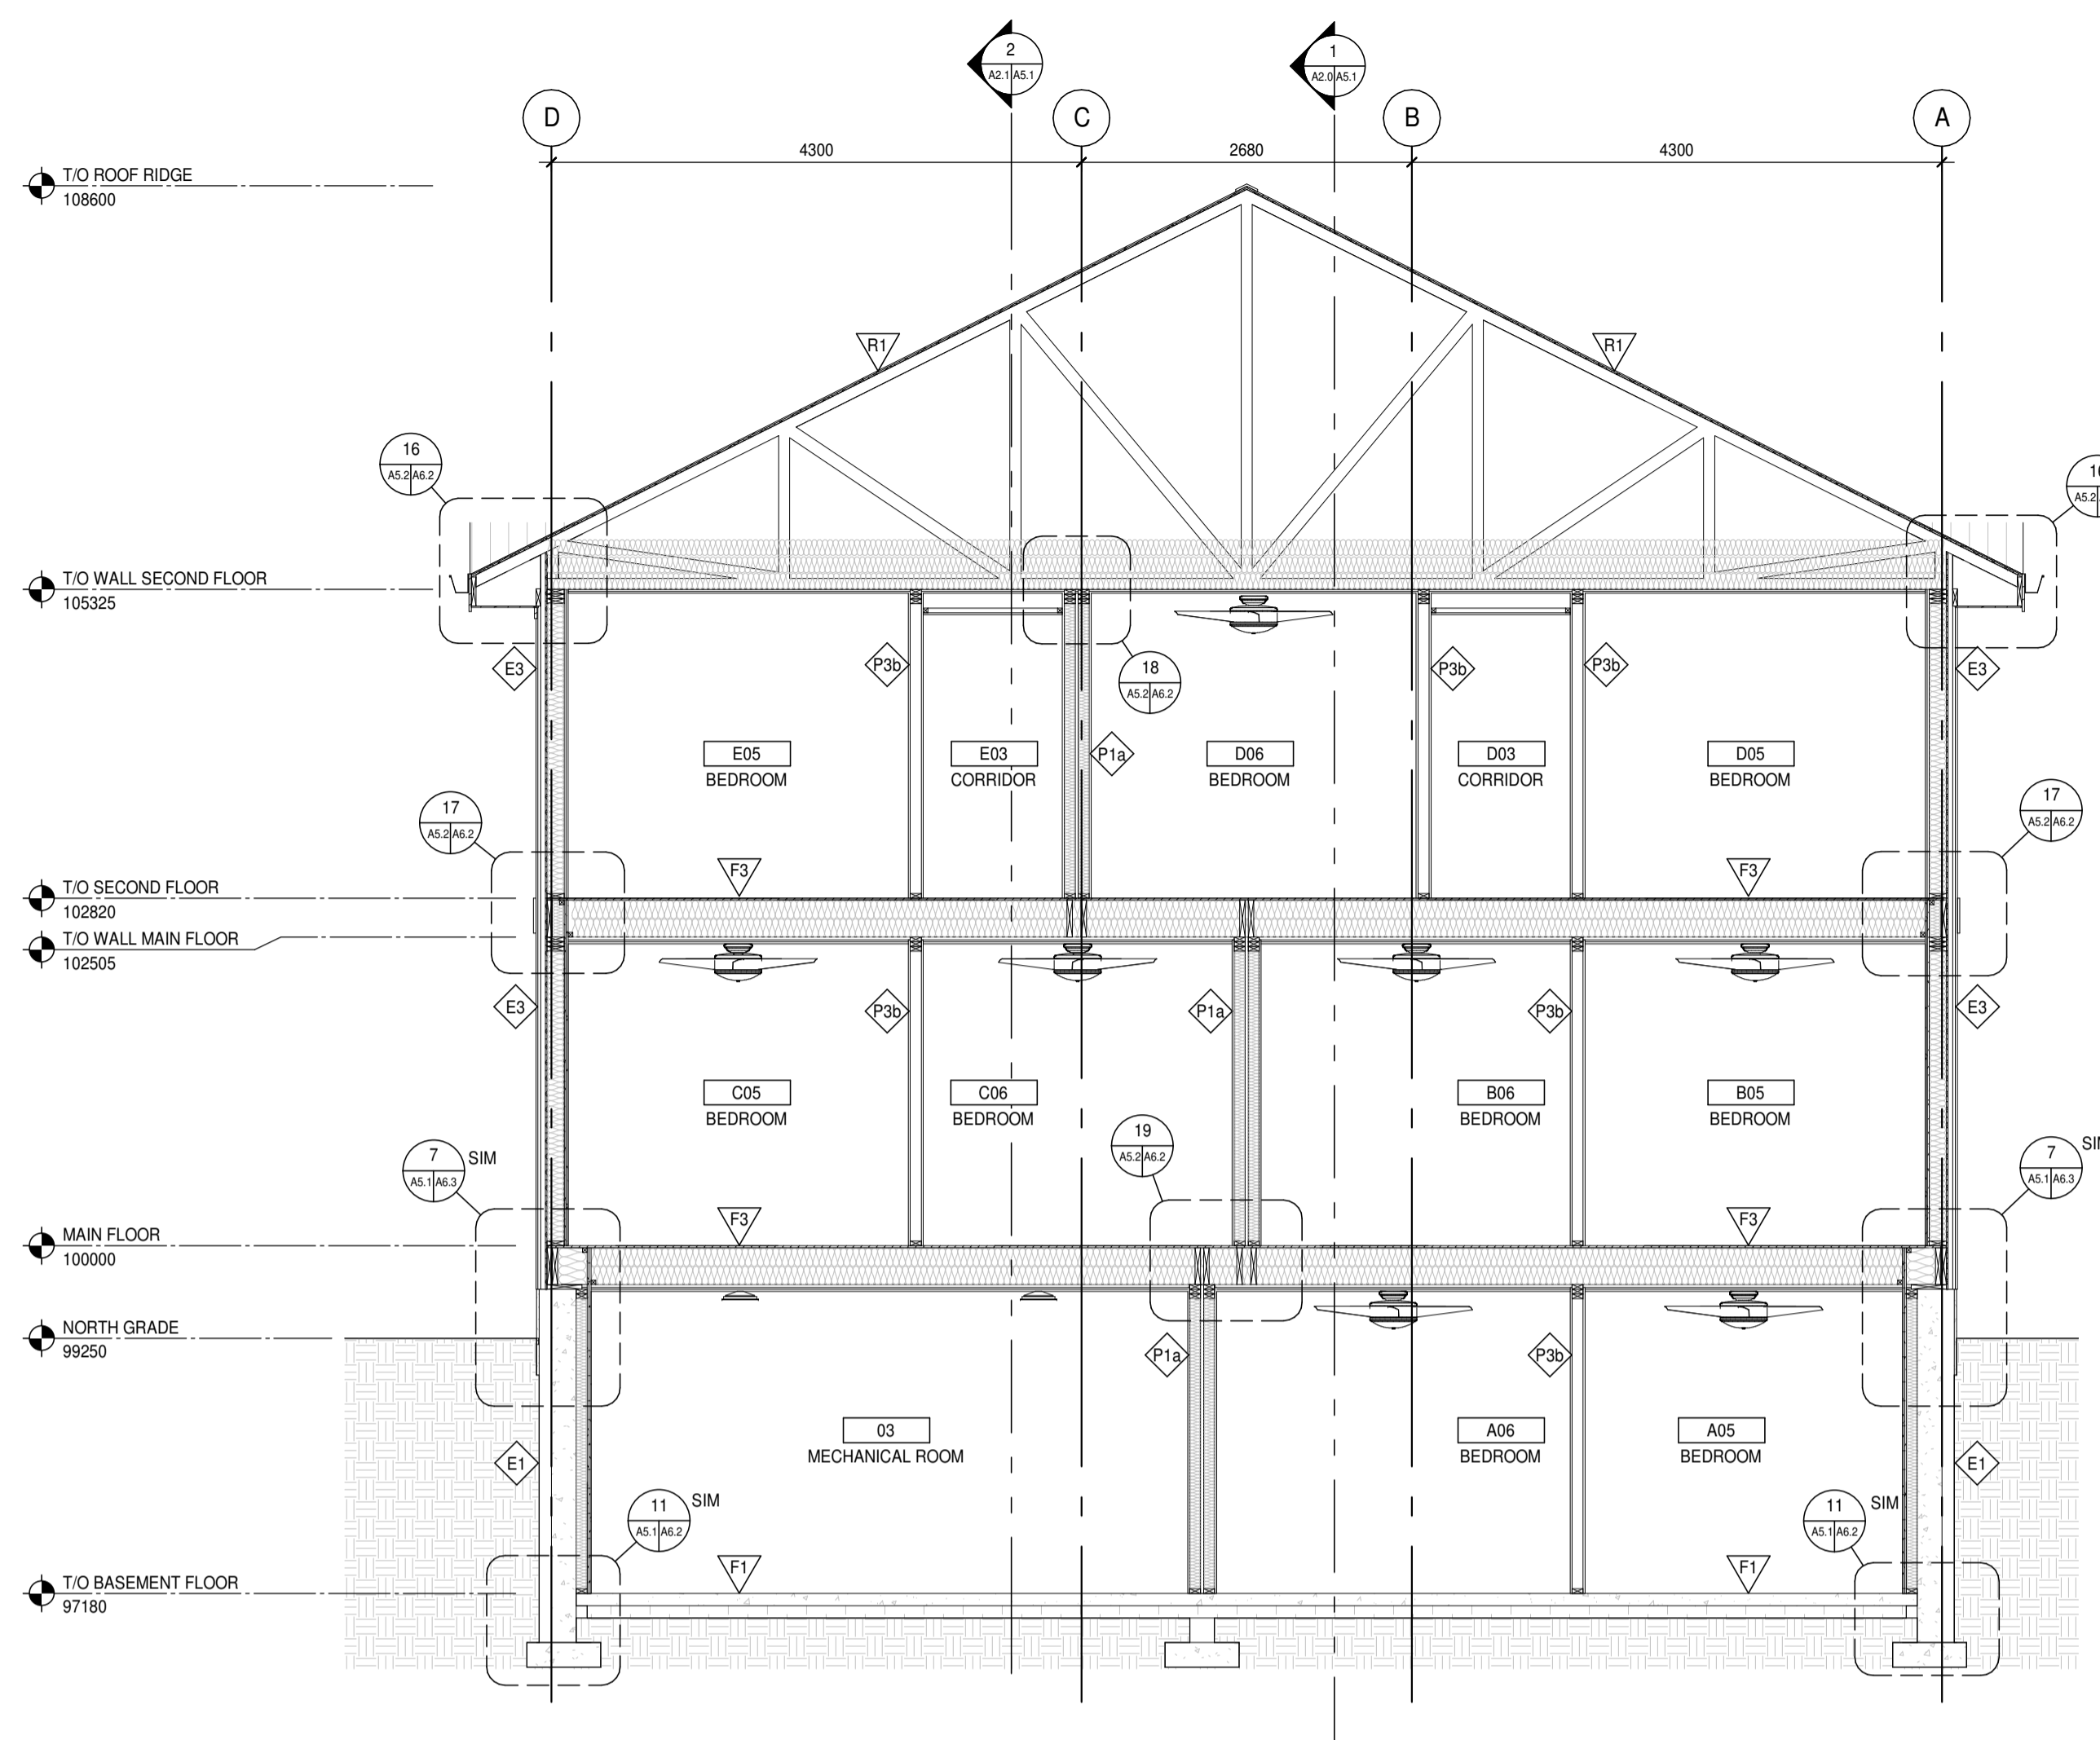 2
A2.1 A5.1
1
A2.0 A5.1
D
C
B
A
4300
2680
4300
T/O ROOF RIDGE
108600
R1
R1
16
A5.2 A6.2
A5.2
T/O WALL SECOND FLOOR
105325
E3
P3b
18
A5.2 A6.2
P3b
P3b
E3
P1a
E05
BEDROOM
E03
CORRIDOR
D06
BEDROOM
D03
CORRIDOR
D05
BEDROOM
17
A5.2 A6.2
17
A5.2 A6.2
F3
F3
T/O SECOND FLOOR
102820
T/O WALL MAIN FLOOR
102505
E3
P3b
P1a
P3b
E3
C05
BEDROOM
C06
BEDROOM
B06
BEDROOM
B05
BEDROOM
19
A5.2 A6.2
7
A5.1 A6.3
SIM
7
A5.1 A6.3
F3
F3
MAIN FLOOR
100000
NORTH GRADE
99250
P1a
P3b
03
MECHANICAL ROOM
A06
BEDROOM
A05
BEDROOM
E1
E1
11
A5.1 A6.2
SIM
11
A5.1 A6.2
SIM
F1
F1
T/O BASEMENT FLOOR
97180